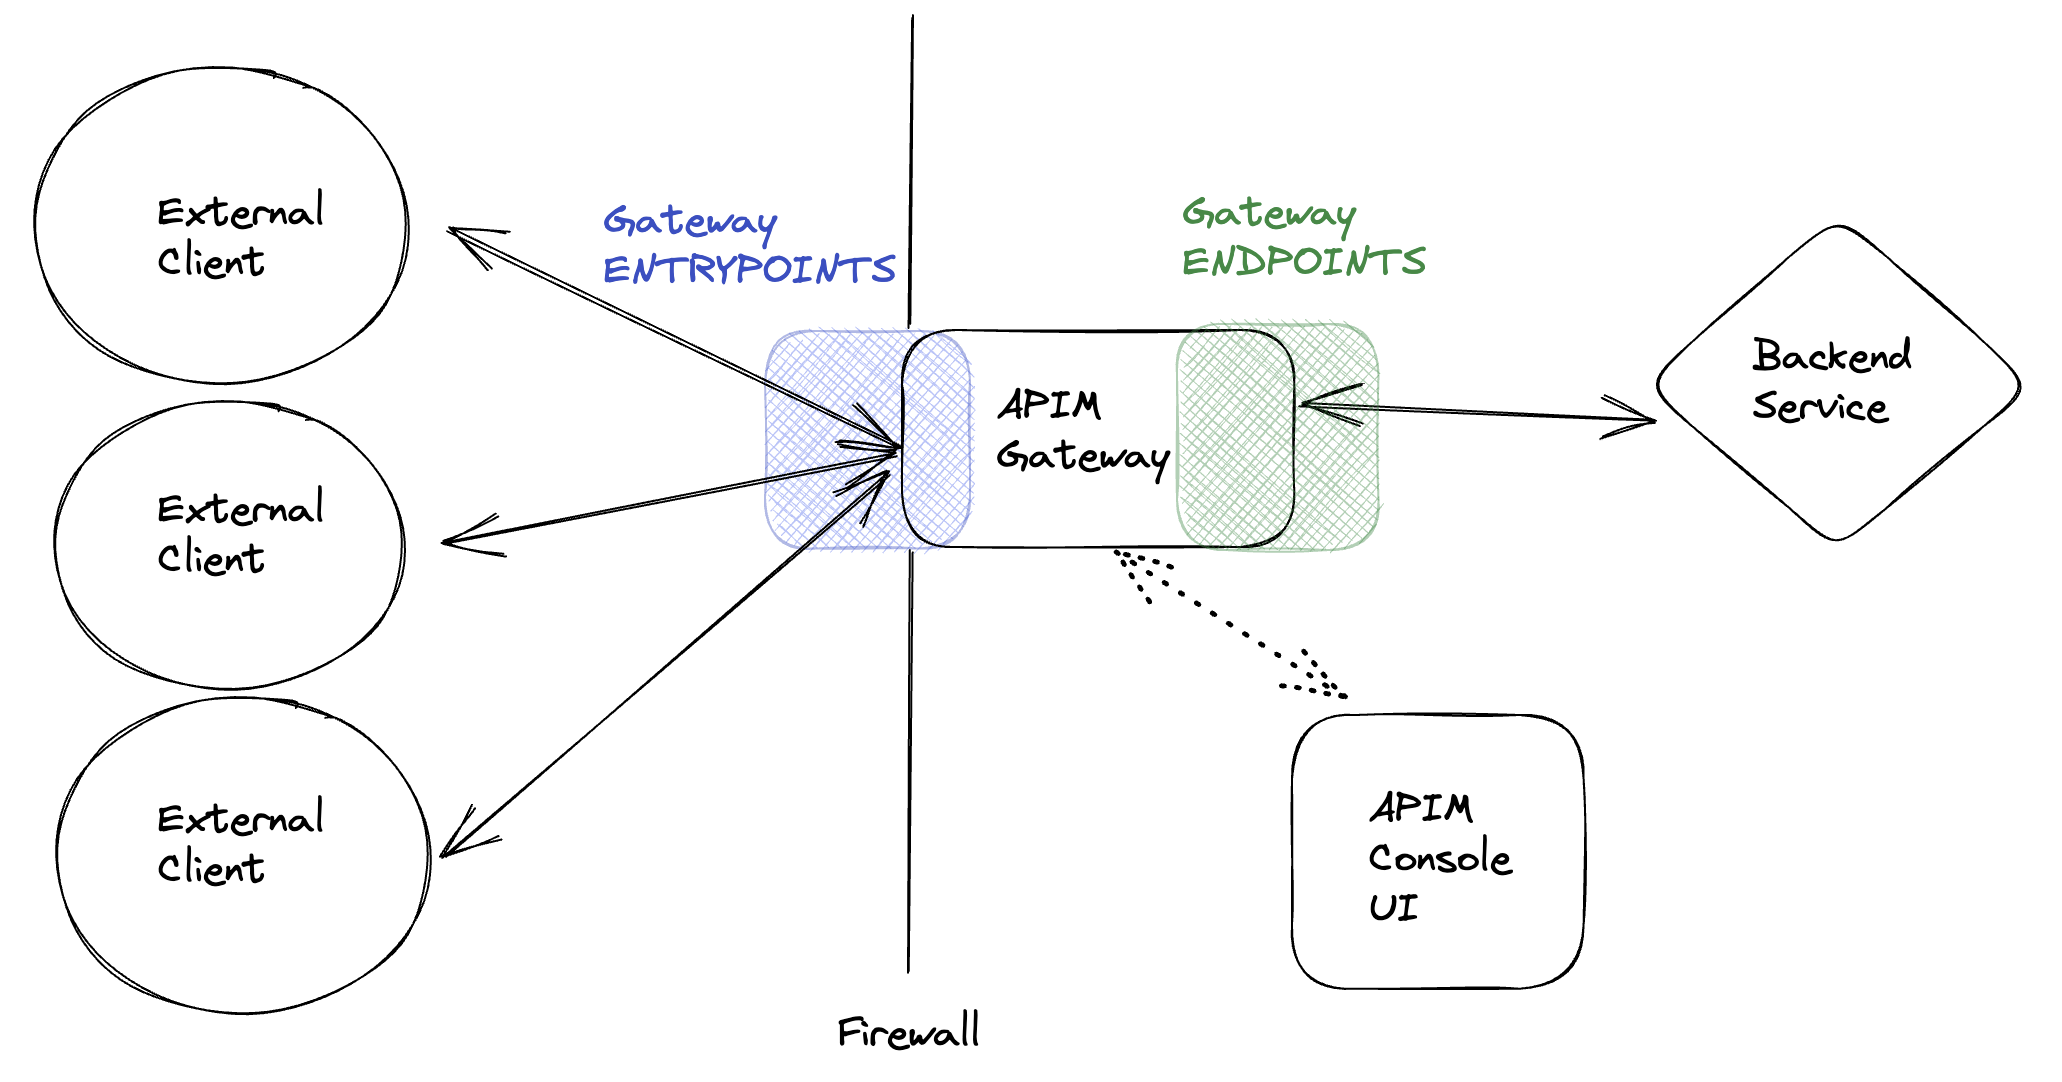 External
Client
External
Client
External
Client
Gateway
ENTRYPOINTS
Firewall
APIM
Gateway
Gateway
ENDPOINTS
Backend
Service
APIM
Console
UI